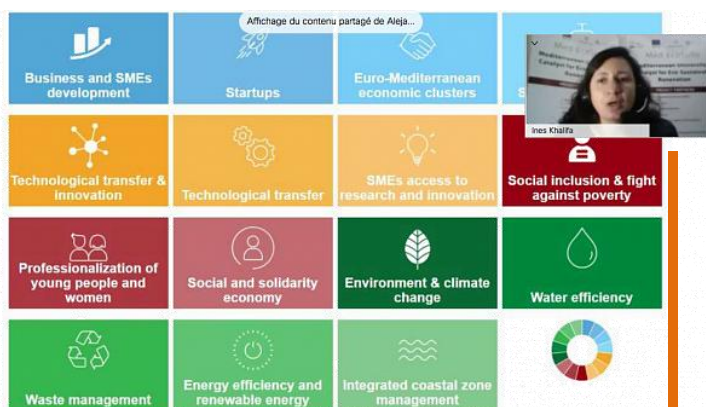 Affichage du contenu partagé de Aleja...
Business and SMEs
development
Startups
Euro-Mediterranean
economic clusters
S
Ines Khalifa
Technological transfer &
innovation
Technological transfer
SMEs access to
research and innovation
Social inclusion & fight
against poverty
Professionalization of
young people and
women
Social and solidarity
economy
Environment & climate
change
Water efficiency
Waste management
Energy efficiency and
renewable energy
Integrated coastal zone
management